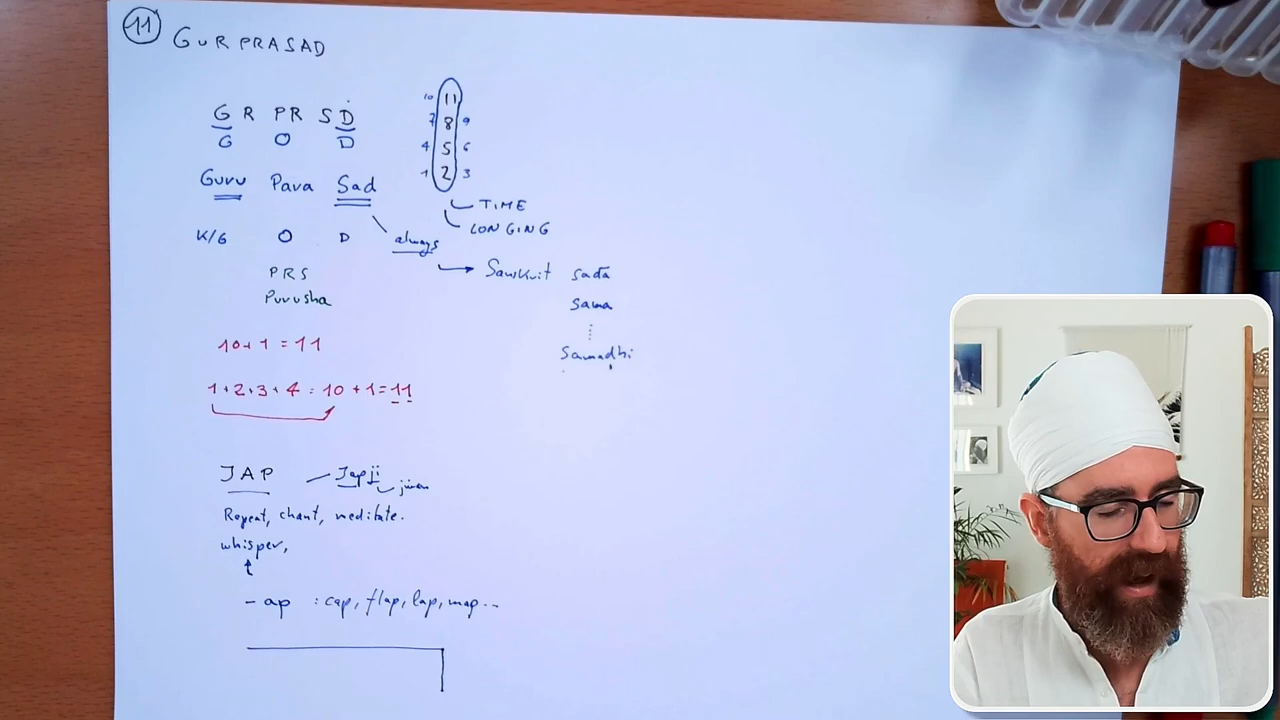 11 GURPRASAD
G R PR S D
G O D
Guru Para Sad
K/G O D
always
PRS
Purusha
10 11
7 8 9
4 5 6
1 2 3
TIME
LONGING
Sanskrit sada
sama
Samadhi
10+1=11
1+2+3+4=10+1=11
JAP Japji
Repeat, chant, meditate.
whisper,
-ap : cap, flap, lap, map...